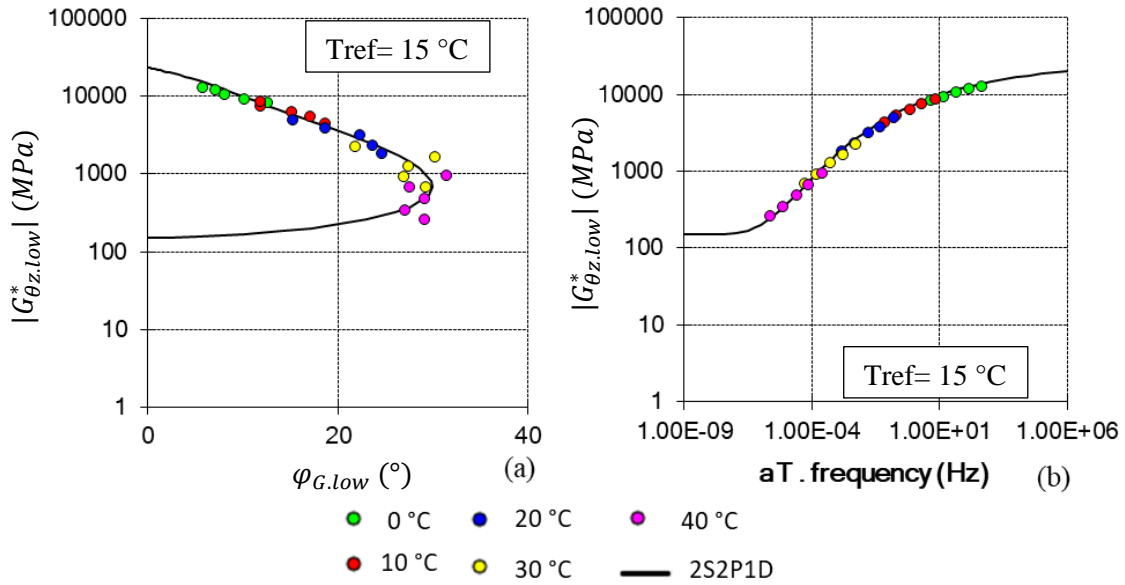 100000
10000
1000
100
10
1
|G*θz.low| (MPa)
Tref= 15 °C
0 20 40
φG.low (°)
(a)
100000
10000
1000
100
10
1
|G*θz.low| (MPa)
Tref= 15 °C
1.00E-09 1.00E-04 1.00E+01 1.00E+06
aT . frequency (Hz)
(b)
0 °C 20 °C 40 °C
10 °C 30 °C 2S2P1D